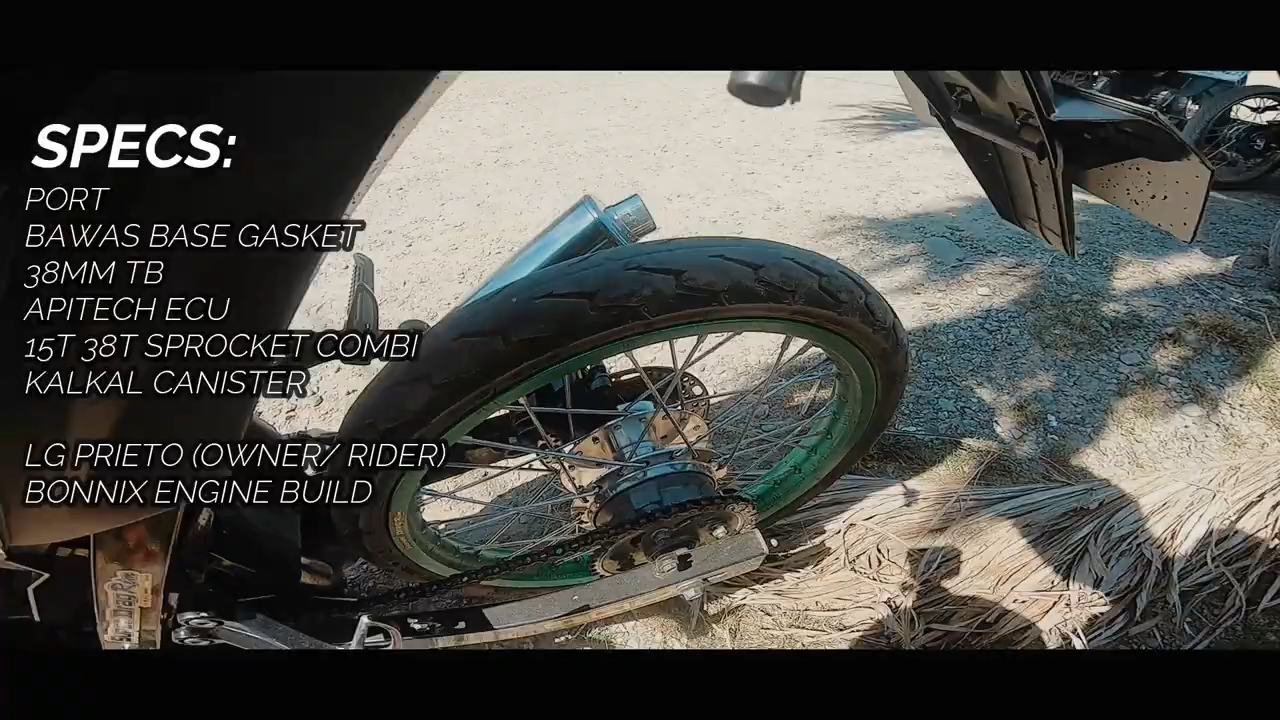 SPECS:
PORT
BAWAS BASE GASKET
38MM TB
APITECH ECU
15T 38T SPROCKET COMBI
KALKAL CANISTER
LG PRIETO (OWNER/ RIDER)
BONNIX ENGINE BUILD